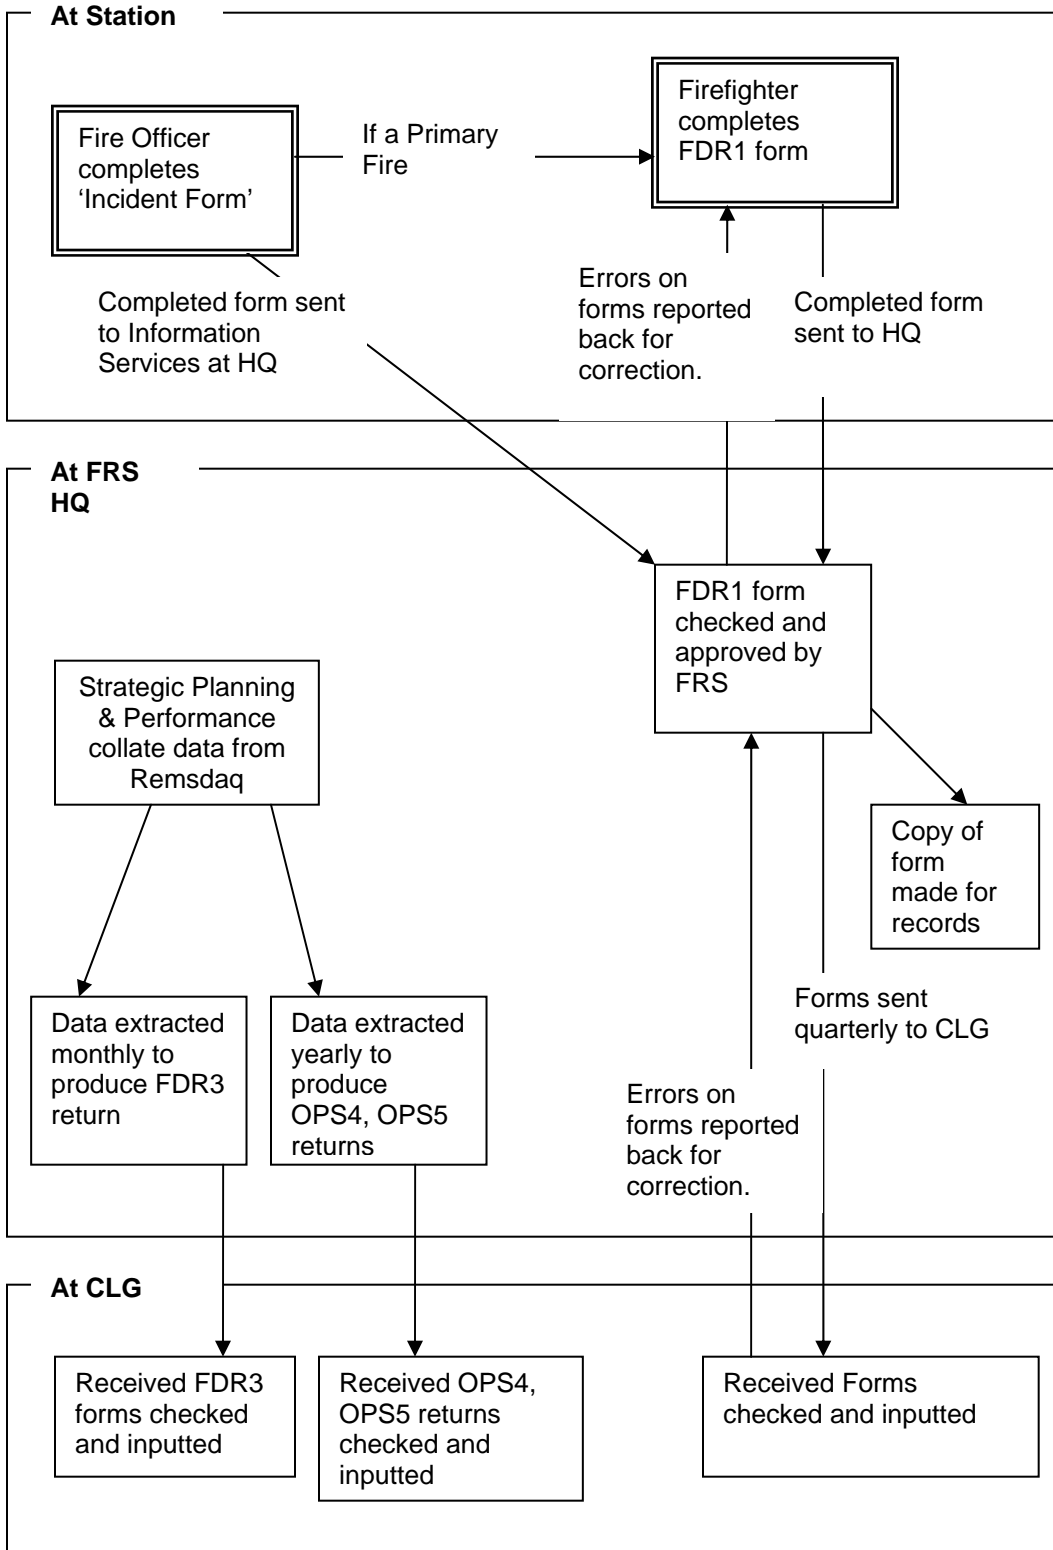 At Station
Fire Officer
completes
‘Incident Form’
If a Primary
Fire
Firefighter
completes
FDR1 form
Completed form sent
to Information
Services at HQ
Errors on
forms reported
back for
correction.
Completed form
sent to HQ
At FRS
HQ
FDR1 form
checked and
approved by
FRS
Strategic Planning
& Performance
collate data from
Remsdaq
Copy of
form
made for
records
Data extracted
monthly to
produce FDR3
return
Data extracted
yearly to
produce
OPS4, OPS5
returns
Forms sent
quarterly to CLG
Errors on
forms reported
back for
correction.
At CLG
Received FDR3
forms checked
and inputted
Received OPS4,
OPS5 returns
checked and
inputted
Received Forms
checked and inputted